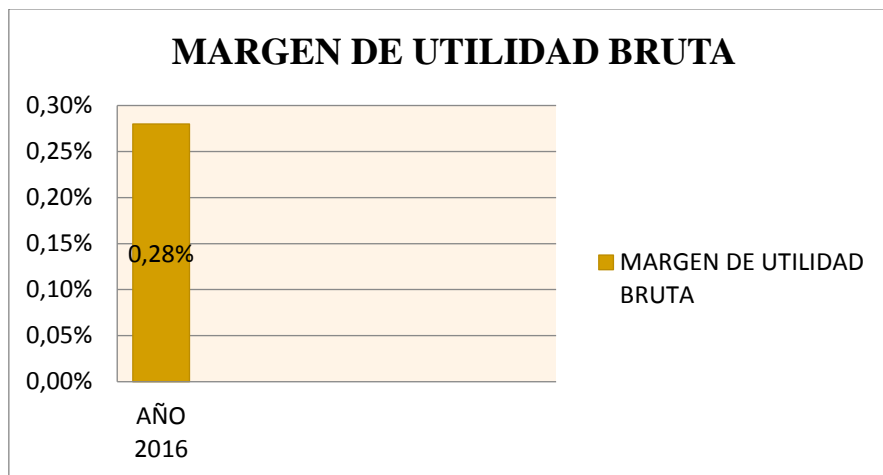 MARGEN DE UTILIDAD BRUTA
0,30%
0,25%
0,20%
0,15%
0,10%
0,05%
0,00%
0,28%
AÑO
2016
MARGEN DE UTILIDAD
BRUTA